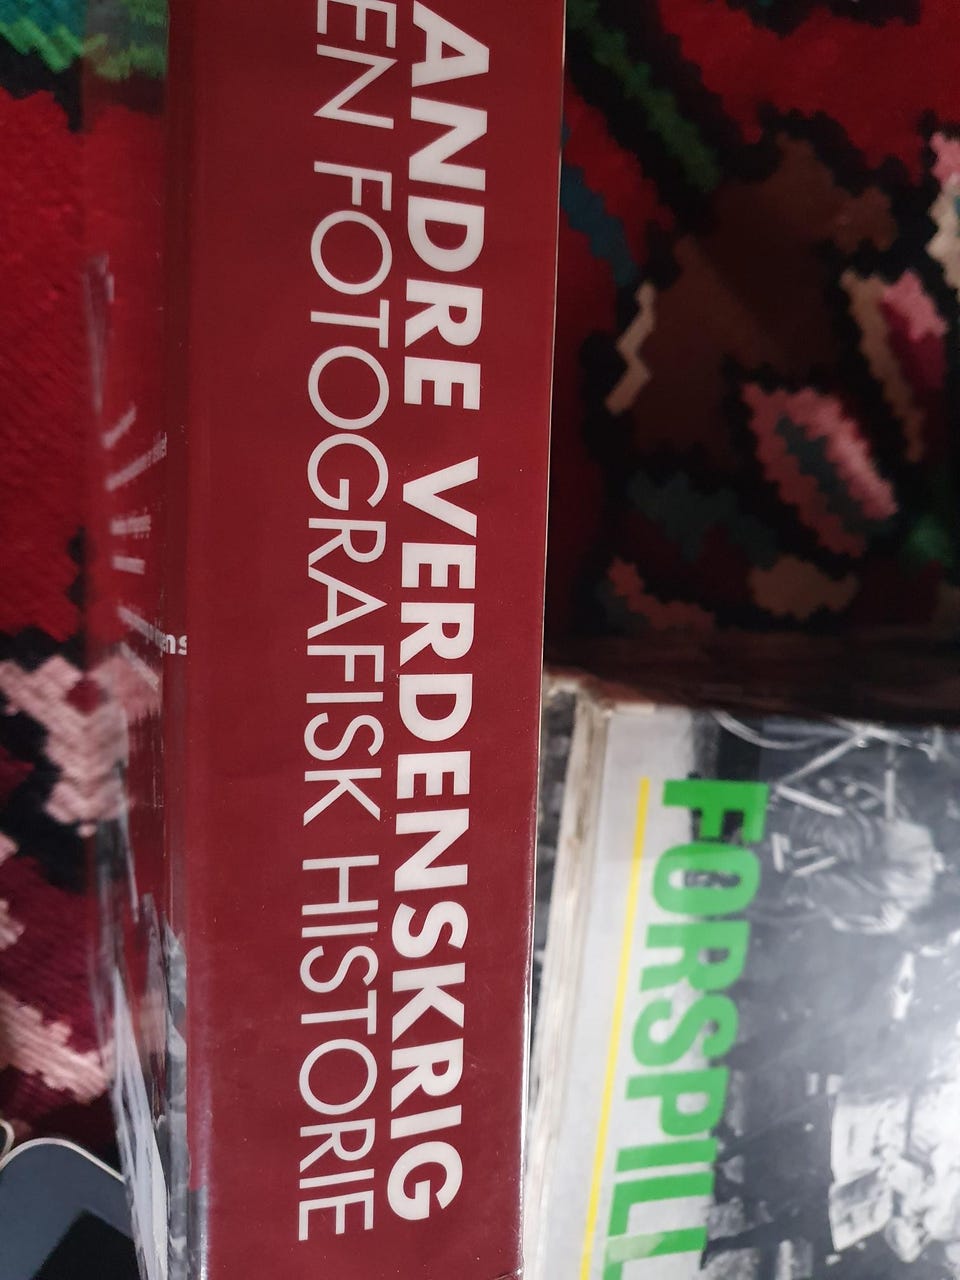 ANDRE VERDENSKRIG
EN FOTOGRAFISK HISTORIE
FORSPILL